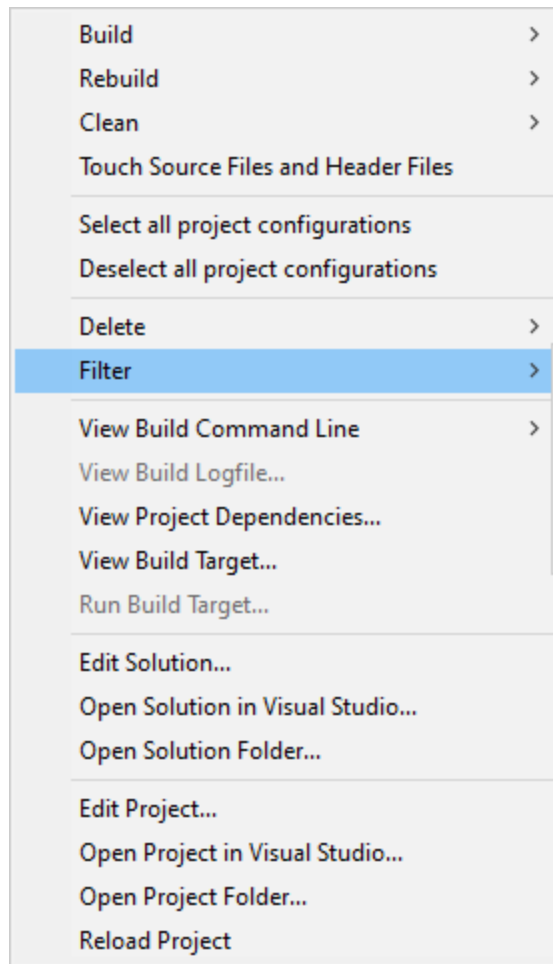 Build
Rebuild
Clean
Touch Source Files and Header Files
Select all project configurations
Deselect all project configurations
Delete
Filter
View Build Command Line
View Build Logfile...
View Project Dependencies...
View Build Target...
Run Build Target...
Edit Solution...
Open Solution in Visual Studio...
Open Solution Folder...
Edit Project...
Open Project in Visual Studio...
Open Project Folder...
Reload Project